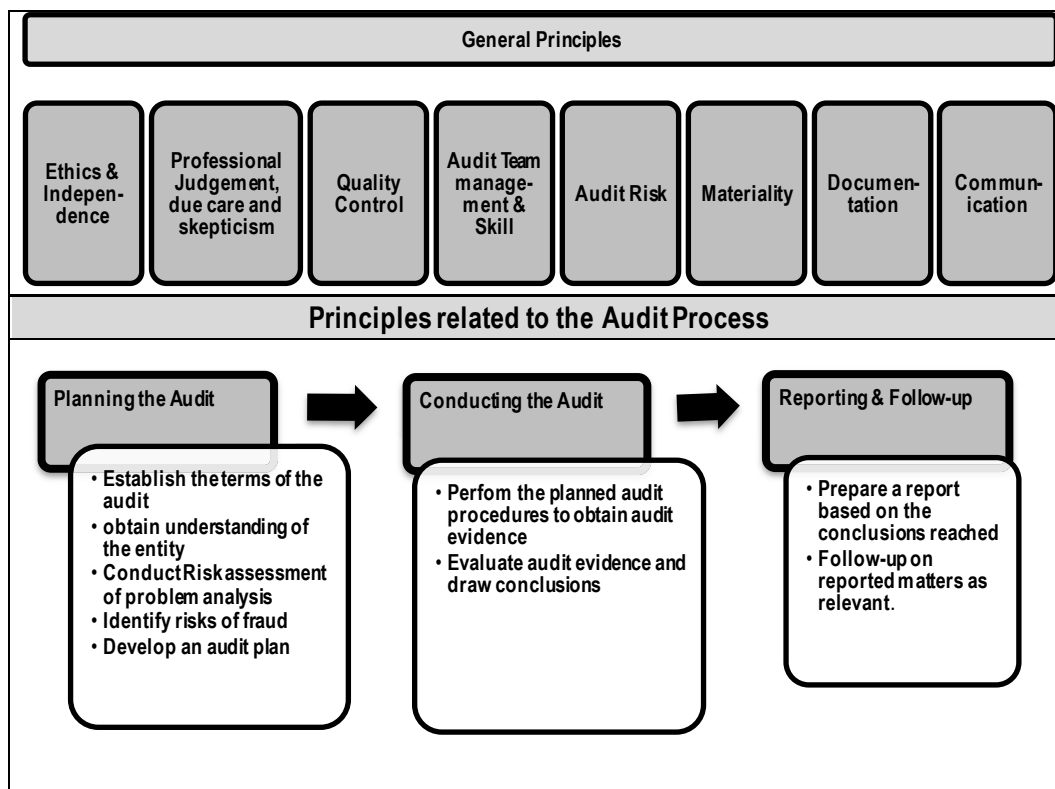 General Principles
Ethics &
Indepen-
dence
Professional
Judgement,
due care and
skepticism
Quality
Control
Audit Team
manage-
ment &
Skill
Audit Risk
Materiality
Documen-
tation
Commun-
ication
Principles related to the Audit Process
Planning the Audit
• Establish the terms of the
audit
• obtain understanding of
the entity
• Conduct Risk assessment
of problem analysis
• Identify risks of fraud
• Develop an audit plan
Conducting the Audit
• Perfom the planned audit
procedures to obtain audit
evidence
• Evaluate audit evidence and
draw conclusions
Reporting & Follow-up
• Prepare a report
based on the
conclusions reached
• Follow-up on
reported matters as
relevant.